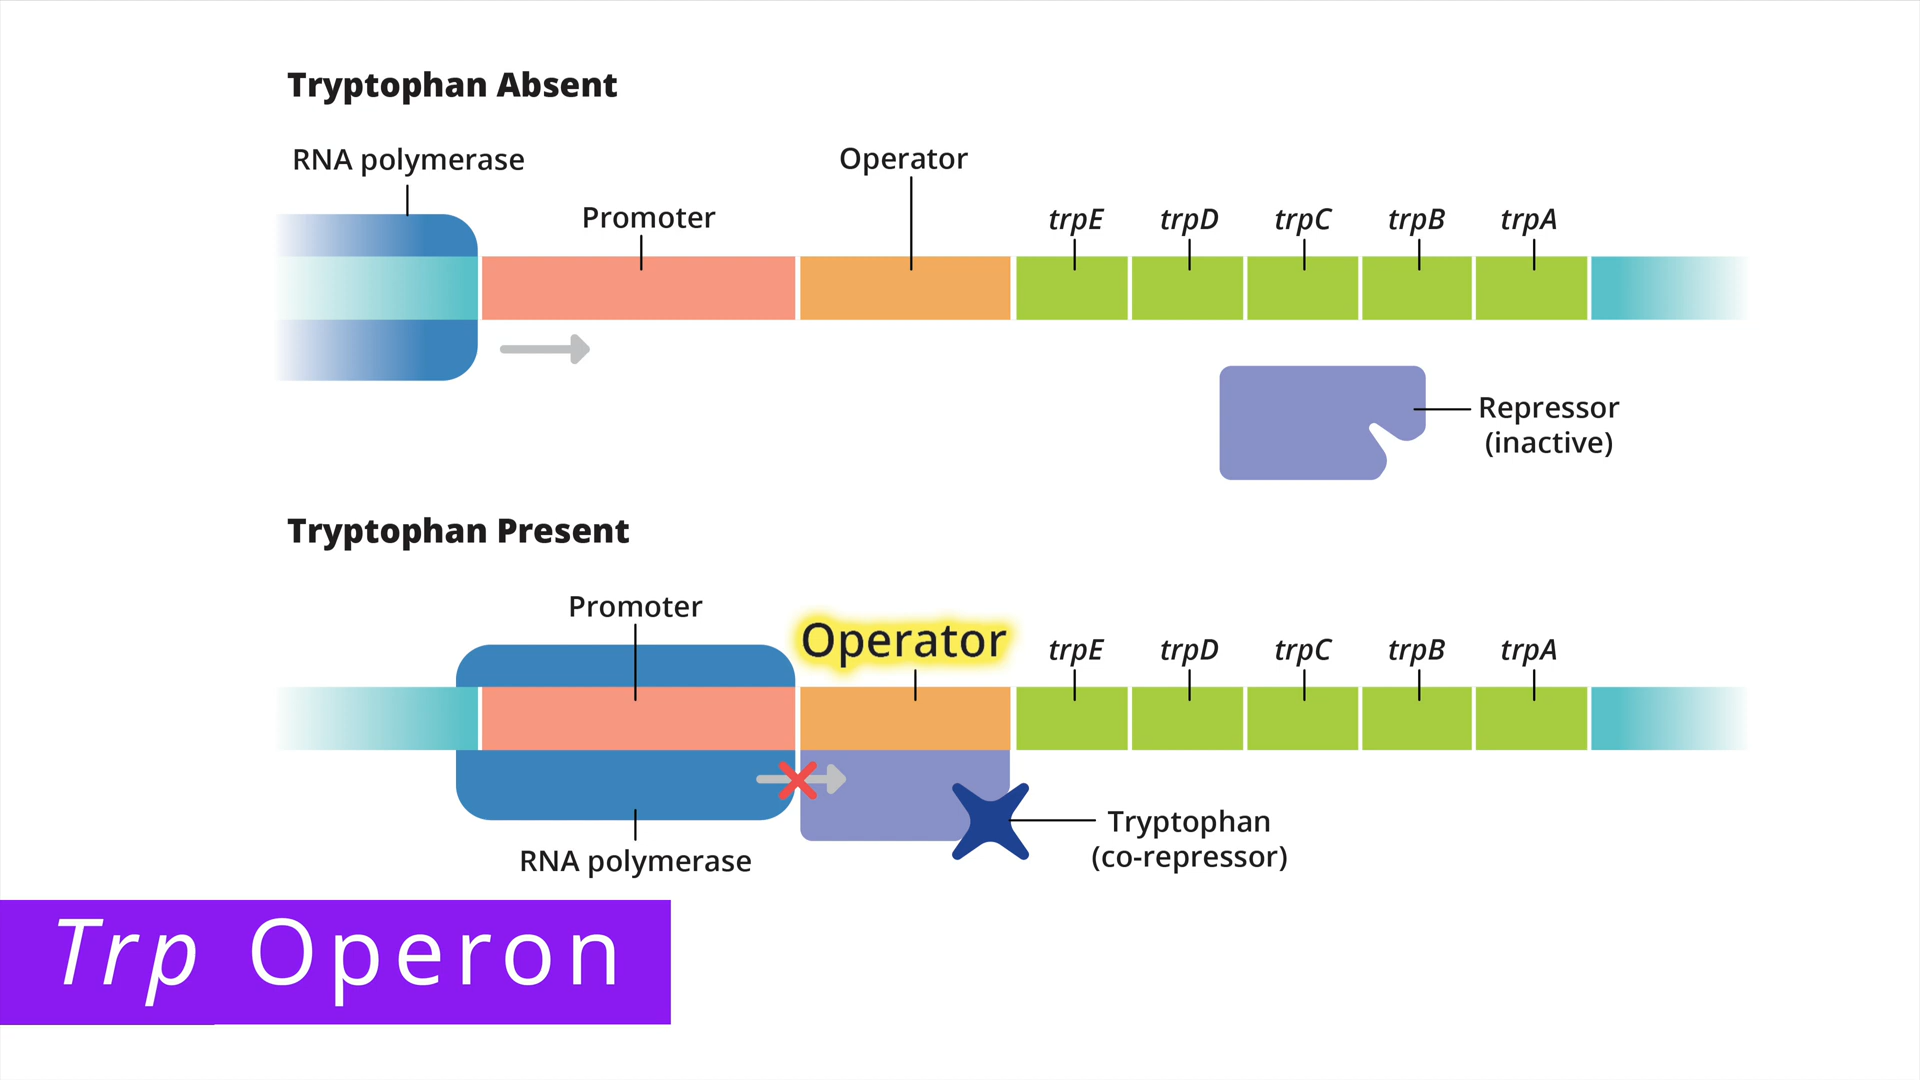 Tryptophan Absent
RNA polymerase
Promoter
Operator
trpE
trpD
trpC
trpB
trpA
Repressor
(inactive)
Tryptophan Present
Promoter
Operator
trpE
trpD
trpC
trpB
trpA
RNA polymerase
Tryptophan
(co-repressor)
Trp Operon